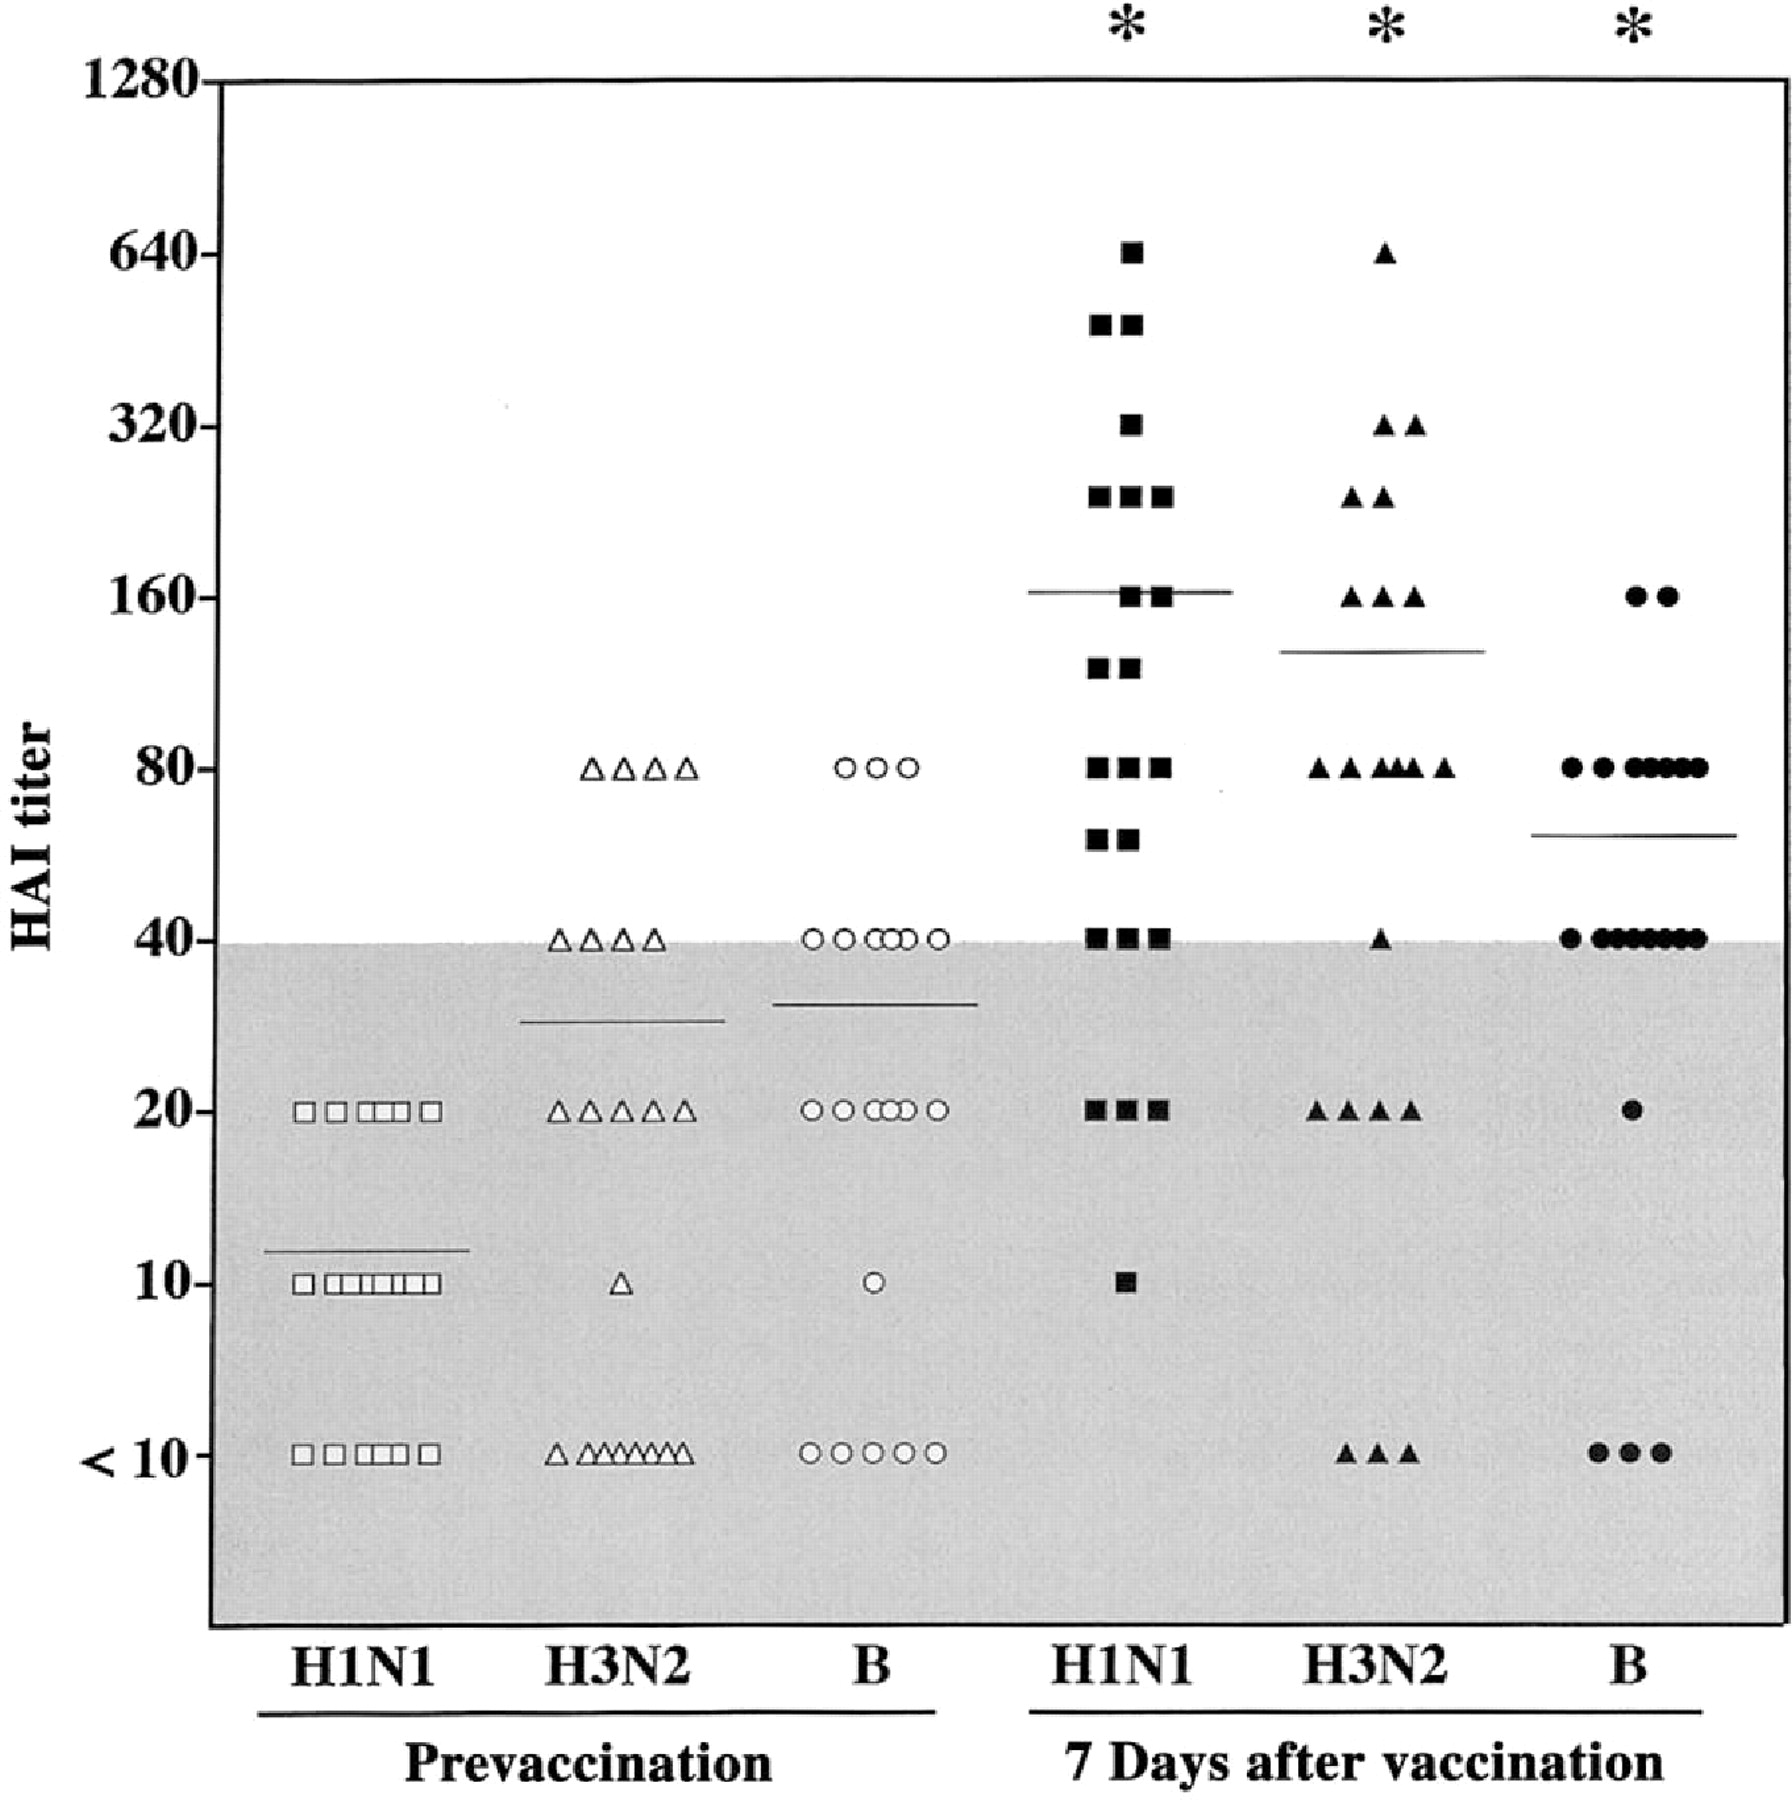 * * *
1280
640
320
160
80
40
20
10
< 10
HAI titer
H1N1 H3N2 B H1N1 H3N2 B
Prevaccination 7 Days after vaccination